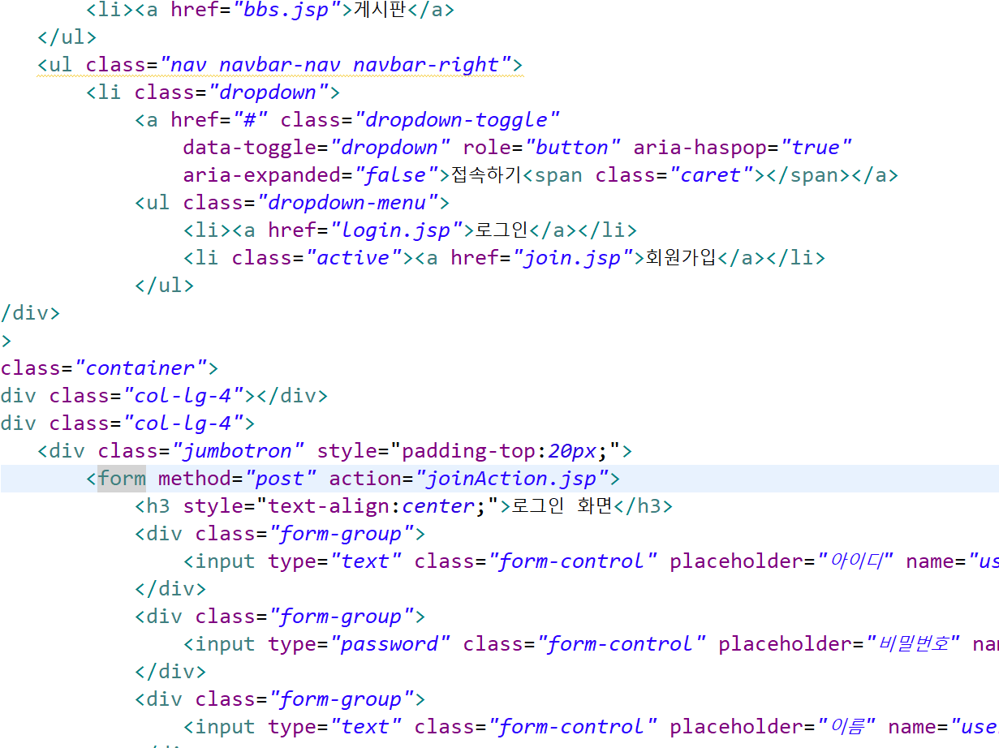 <li><a href="bbs.jsp">게시판</a>
</ul>
<ul class="nav navbar-nav navbar-right">
<li class="dropdown">
<a href="#" class="dropdown-toggle"
data-toggle="dropdown" role="button" aria-haspop="true"
aria-expanded="false">접속하기<span class="caret"></span></a>
<ul class="dropdown-menu">
<li><a href="login.jsp">로그인</a></li>
<li class="active"><a href="join.jsp">회원가입</a></li>
</ul>
/div>
>
class="container">
div class="col-lg-4"></div>
div class="col-lg-4">
<div class="jumbotron" style="padding-top:20px;">
<form method="post" action="joinAction.jsp">
<h3 style="text-align:center;">로그인 화면</h3>
<div class="form-group">
<input type="text" class="form-control" placeholder="아이디" name="us
</div>
<div class="form-group">
<input type="password" class="form-control" placeholder="비밀번호" na
</div>
<div class="form-group">
<input type="text" class="form-control" placeholder="이름" name="use